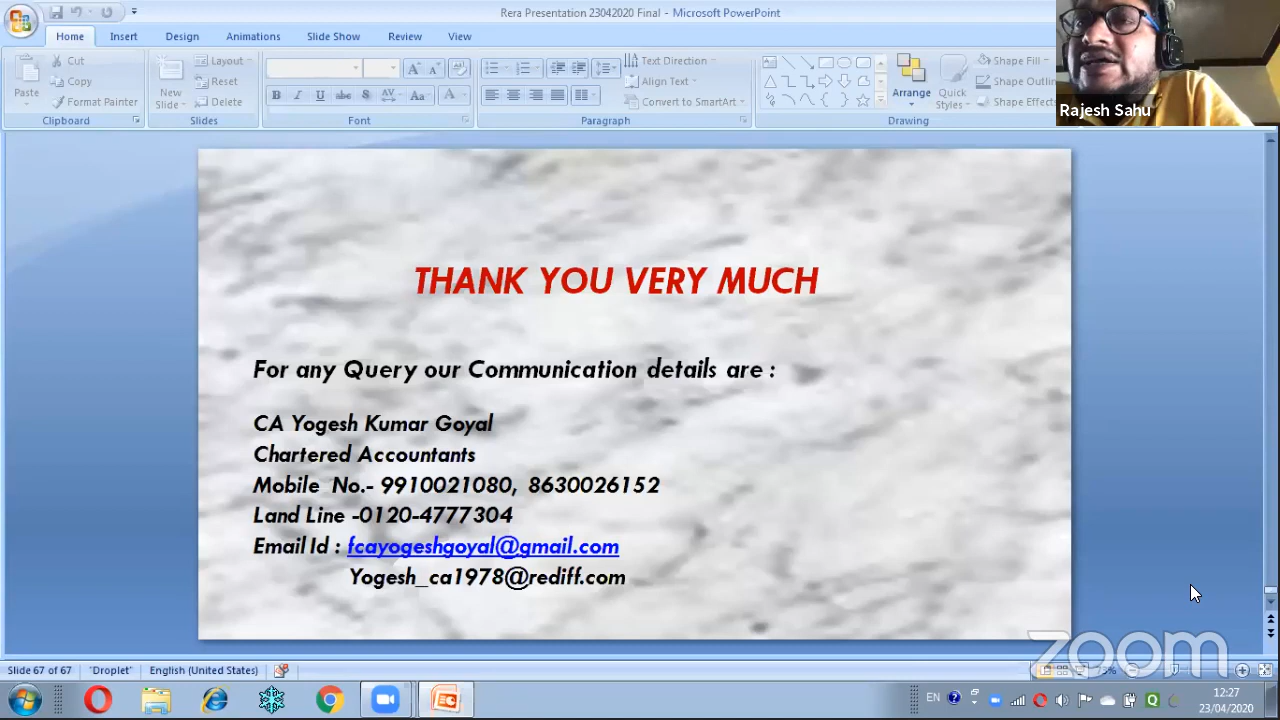 Rera Presentation 23042020 Final - Microsoft PowerPoint
Home Insert Design Animations Slide Show Review View
Paste
Cut
Copy
Format Painter
Clipboard
New Slide
Layout
Reset
Delete
Slides
B I U abc S AV Aa A
Font
Text Direction
Align Text
Convert to SmartArt
Paragraph
Arrange
Quick Styles
Shape Fill
Shape Outline
Shape Effects
Drawing
Rajesh Sahu
THANK YOU VERY MUCH
For any Query our Communication details are :
CA Yogesh Kumar Goyal
Chartered Accountants
Mobile No.- 9910021080, 8630026152
Land Line -0120-4777304
Email Id : fcayogeshgoyal@gmail.com
Yogesh_ca1978@rediff.com
zoom
Slide 67 of 67 "Droplet" English (United States)
EN
12:27
23/04/2020